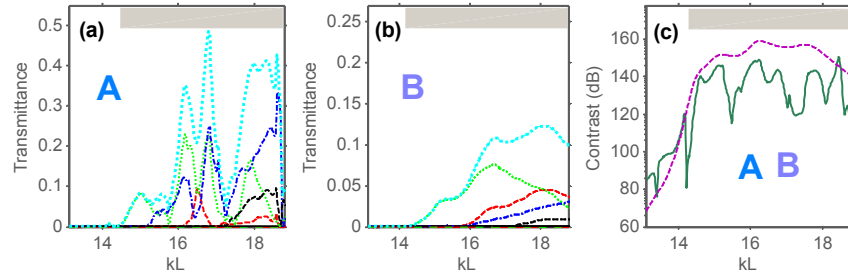 (a)
A
Transmittance
0.5
0.4
0.3
0.2
0.1
0
14
16
18
kL
(b)
B
Transmittance
0.25
0.2
0.15
0.1
0.05
0
14
16
18
kL
(c)
A B
Contrast (dB)
160
140
120
100
80
60
14
16
18
kL